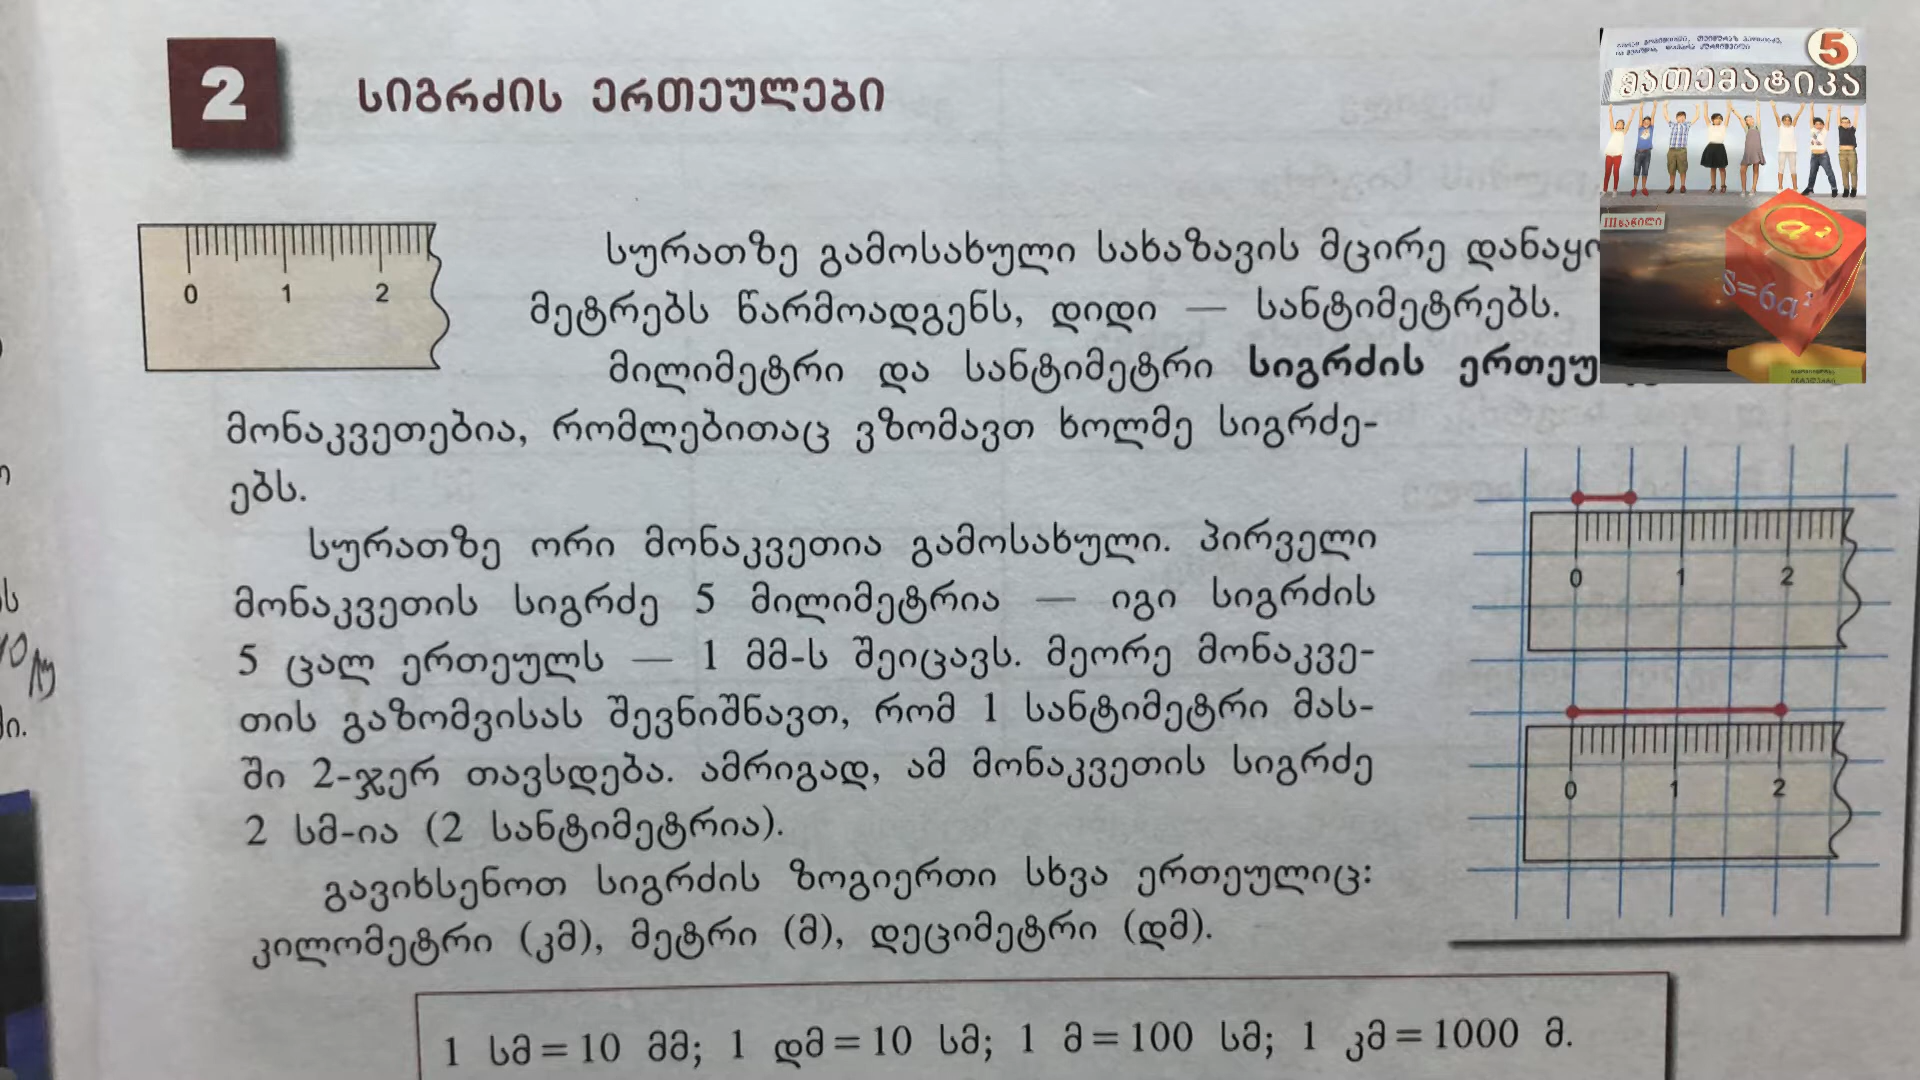 2
სიგრძის ერთეულები
0 1 2
სურათზე გამოსახული სახაზავის მცირე
მეტრებს წარმოადგენს, დიდი — სანტიმეტრებს.
მილიმეტრი და სანტიმეტრი სიგრძის
მონაკვეთებია, რომლებითაც ვზომავთ ხოლმე სიგრძე-
ებს.
სურათზე ორი მონაკვეთია გამოსახული. პირველი
მონაკვეთის სიგრძე 5 მილიმეტრია — იგი სიგრძის
5 ცალ ერთეულს — 1 მმ-ს შეიცავს. მეორე მონაკვე-
თის გაზომვისას შევნიშნავთ, რომ 1 სანტიმეტრი მას-
ში 2-ჯერ თავსდება. ამრიგად, ამ მონაკვეთის სიგრძე
2 სმ-ია (2 სანტიმეტრია).
გავიხსენოთ სიგრძის ზოგიერთი სხვა ერთეულიც:
კილომეტრი (კმ), მეტრი (მ), დეციმეტრი (დმ).
0 1 2
0 1 2
1 სმ = 10 მმ; 1 დმ = 10 სმ; 1 მ = 100 სმ; 1 კმ = 1000 მ.
5
მათემატიკა
III ნაწილი
a²
S=6a²